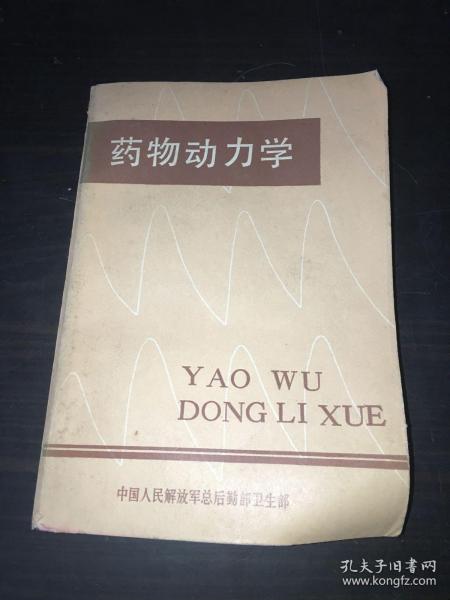 药物动力学
YAO WU
DONG LI XUE
中国人民解放军总后勤部卫生部
孔夫子旧书网
www.kongfz.com